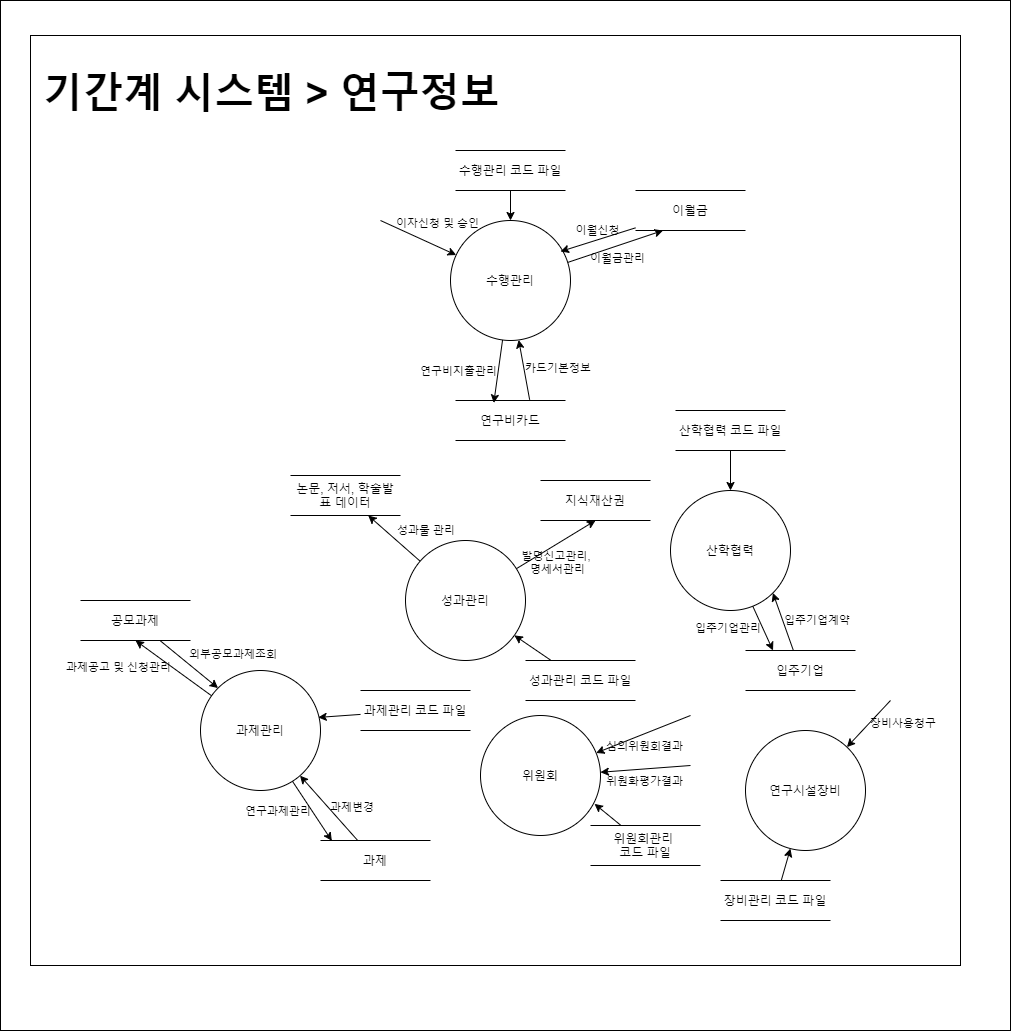 기간계 시스템 > 연구정보
수행관리 코드 파일
이월금
이자신청 및 승인
이월신청
이월금관리
수행관리
연구비지출관리
카드기본정보
연구비카드
산학협력 코드 파일
논문, 저서, 학술발
표 데이터
지식재산권
성과물 관리
발명신고관리,
명세서관리
산학협력
성과관리
공모과제
입주기업관리
입주기업계약
외부공모과제조회
과제공고 및 신청관리
입주기업
성과관리 코드 파일
과제관리 코드 파일
과제관리
장비사용청구
심의위원회결과
위원회
위원화평가결과
연구시설장비
연구과제관리
과제변경
위원회관리
코드 파일
과제
장비관리 코드 파일